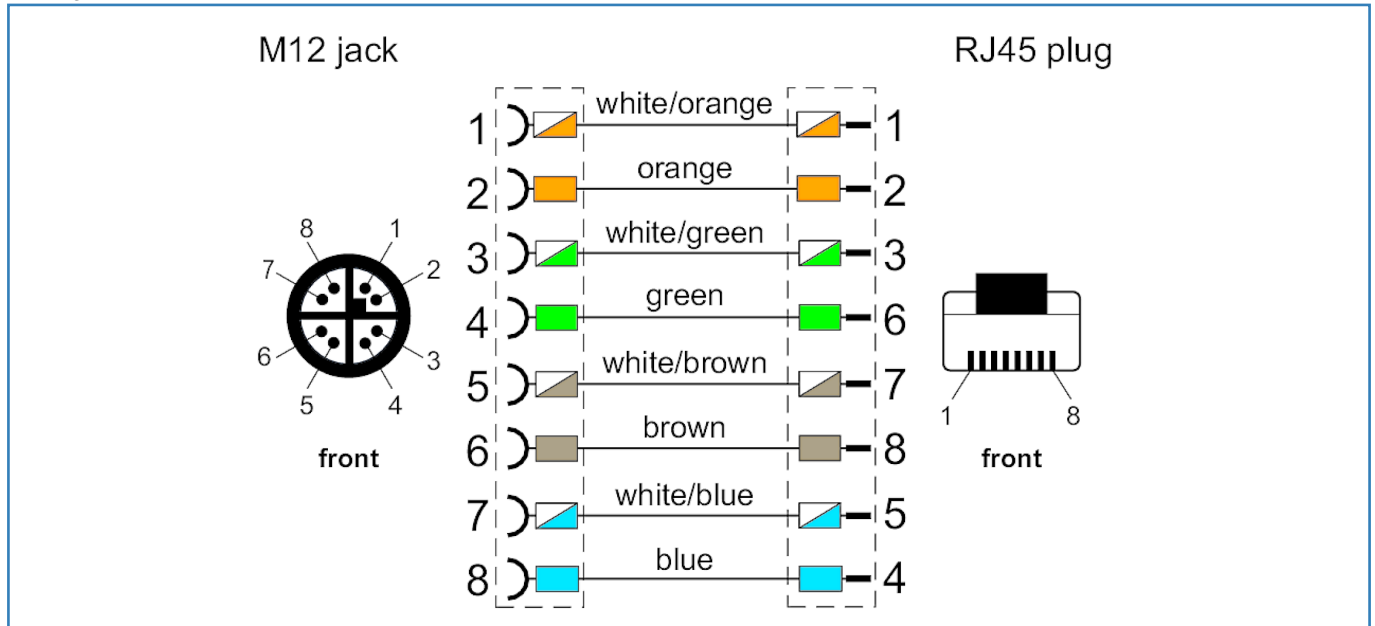 M12 jack
RJ45 plug
1 white/orange 1
2 orange 2
3 white/green 3
4 green 6
5 white/brown 7
6 brown 8
7 white/blue 5
8 blue 4
8 1
7 2
6 3
5 4
front
1 8
front